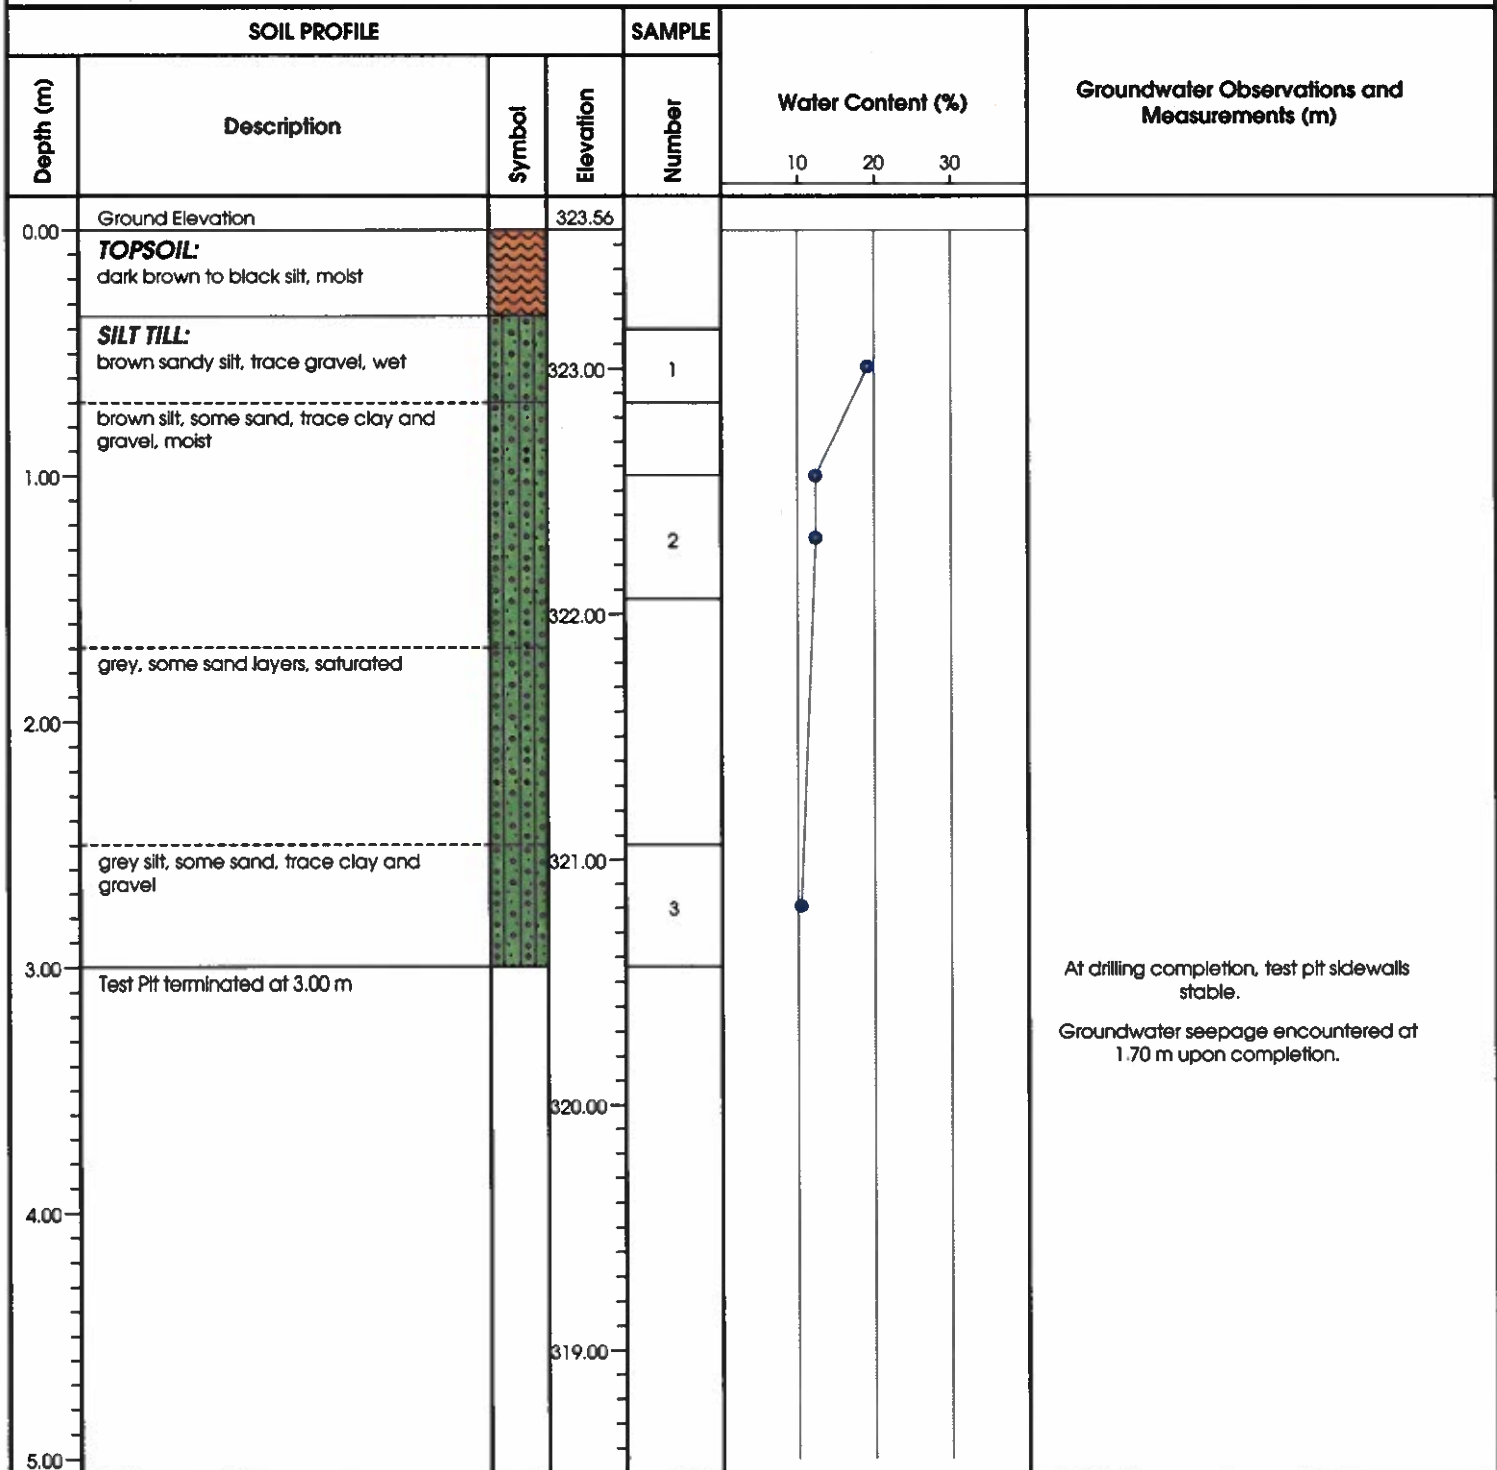 SOIL PROFILE
SAMPLE
Depth (m)
Description
Symbol
Elevation
Number
Water Content (%)
10 20 30
Groundwater Observations and
Measurements (m)
Ground Elevation
323.56
0.00
TOPSOIL:
dark brown to black silt, moist
SILT TILL:
brown sandy silt, trace gravel, wet
323.00
1
brown silt, some sand, trace clay and
gravel, moist
1.00
2
322.00
grey, some sand layers, saturated
2.00
grey silt, some sand, trace clay and
gravel
321.00
3
3.00
Test Pit terminated at 3.00 m
At drilling completion, test pit sidewalls
stable.
Groundwater seepage encountered at
1.70 m upon completion.
320.00
4.00
319.00
5.00